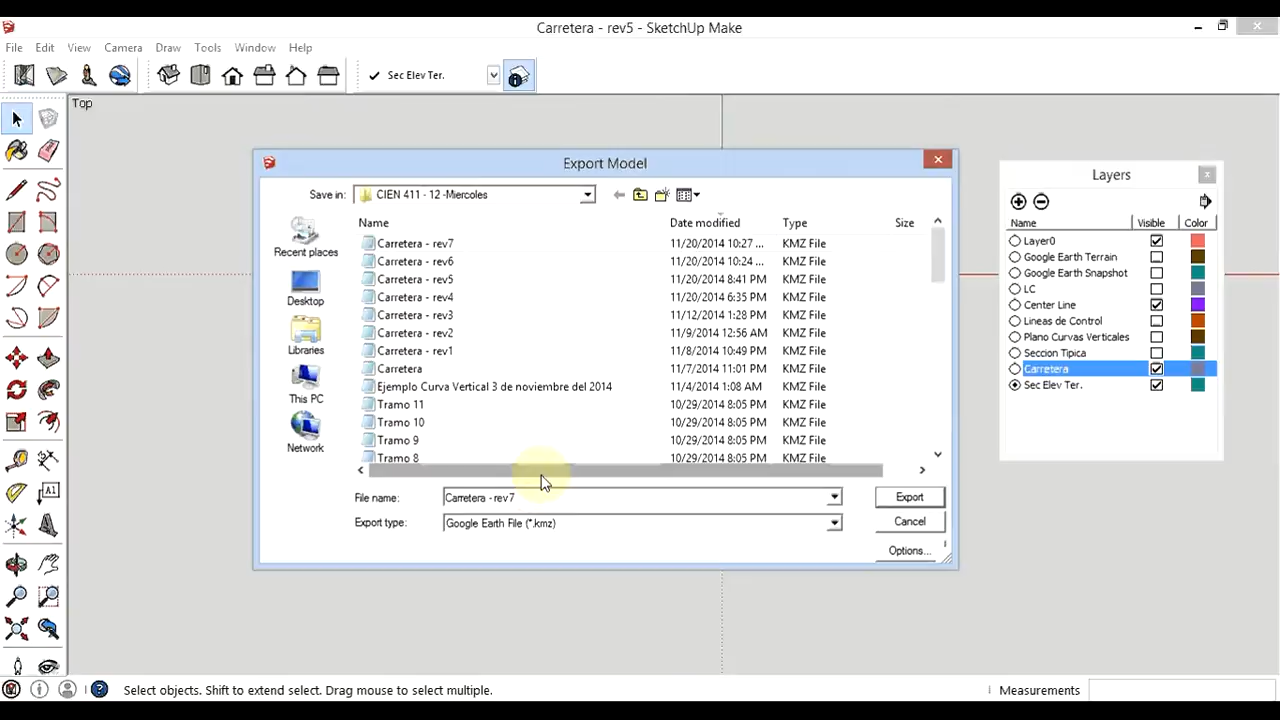 Carretera - rev5 - SketchUp Make
File Edit View Camera Draw Tools Window Help
Sec Elev Ter.
Top
Export Model
Save in: CIEN 411 - 12 -Miercoles
Name Date modified Type Size
Carretera - rev7 11/20/2014 10:27 ... KMZ File
Carretera - rev6 11/20/2014 10:24 ... KMZ File
Carretera - rev5 11/20/2014 8:41 PM KMZ File
Carretera - rev4 11/20/2014 6:35 PM KMZ File
Carretera - rev3 11/12/2014 1:28 PM KMZ File
Carretera - rev2 11/9/2014 12:56 AM KMZ File
Carretera - rev1 11/8/2014 10:49 PM KMZ File
Carretera 11/7/2014 11:01 PM KMZ File
Ejemplo Curva Vertical 3 de noviembre del 2014 11/4/2014 1:08 AM KMZ File
Tramo 11 10/29/2014 8:05 PM KMZ File
Tramo 10 10/29/2014 8:05 PM KMZ File
Tramo 9 10/29/2014 8:05 PM KMZ File
Tramo 8 10/29/2014 8:05 PM KMZ File
Recent places
Desktop
Libraries
This PC
Network
File name: Carretera - rev7 Export
Export type: Google Earth File (*.kmz) Cancel
Options...
Layers
Name Visible Color
Layer0
Google Earth Terrain
Google Earth Snapshot
LC
Center Line
Lineas de Control
Plano Curvas Verticales
Seccion Tipica
Carretera
Sec Elev Ter.
A1
Select objects. Shift to extend select. Drag mouse to select multiple.
Measurements